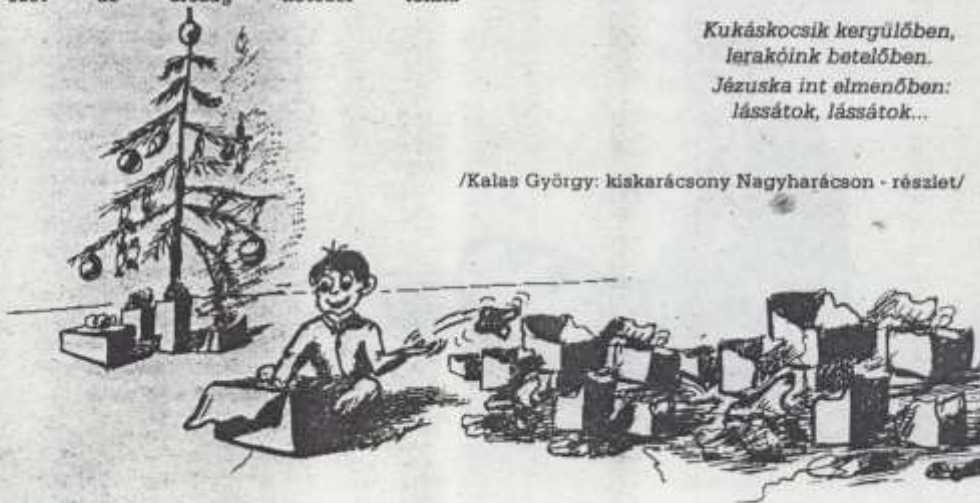 Kukáskocsik kergülőben,
lerakóink betelőben.
Jézuska int elmenőben:
lássátok, lássátok...
/Kalas György: kiskarácsony Nagyharácson - részlet/